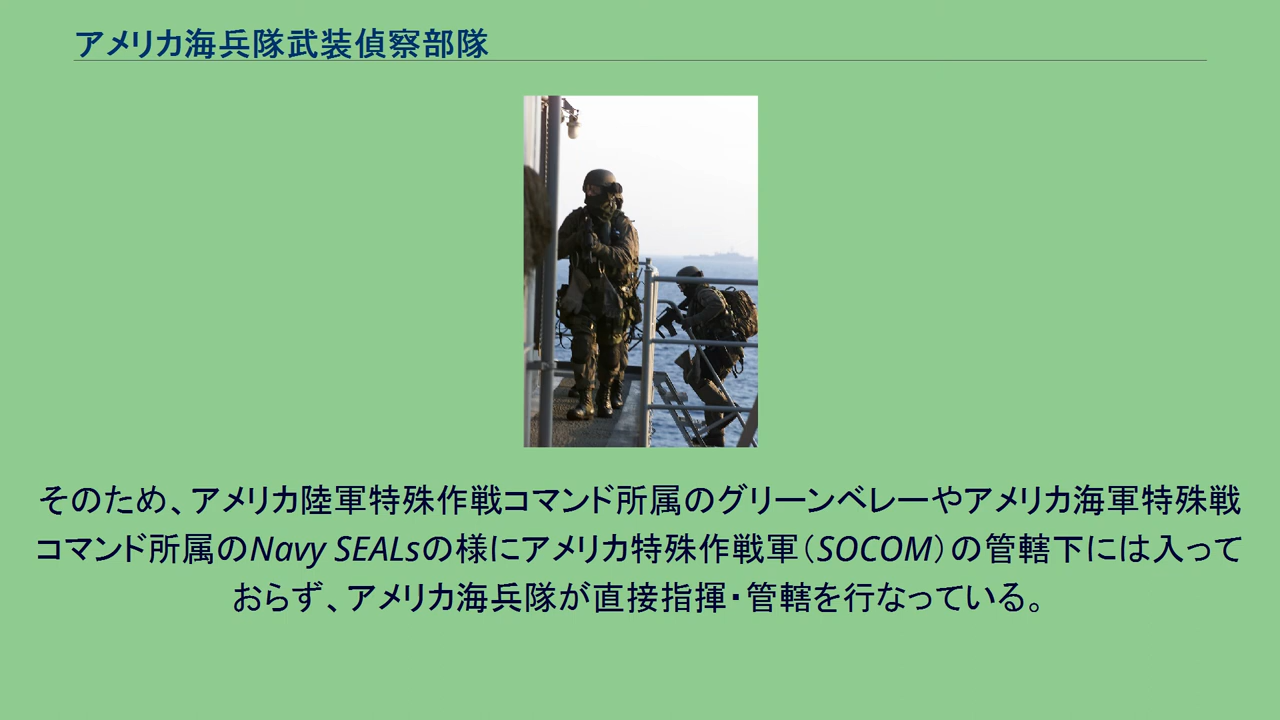 アメリカ海兵隊武装偵察部隊
そのため、アメリカ陸軍特殊作戦コマンド所属のグリーンベレーやアメリカ海軍特殊戦
コマンド所属のNavy SEALsの様にアメリカ特殊作戦軍（SOCOM）の管轄下には入って
おらず、アメリカ海兵隊が直接指揮・管轄を行なっている。